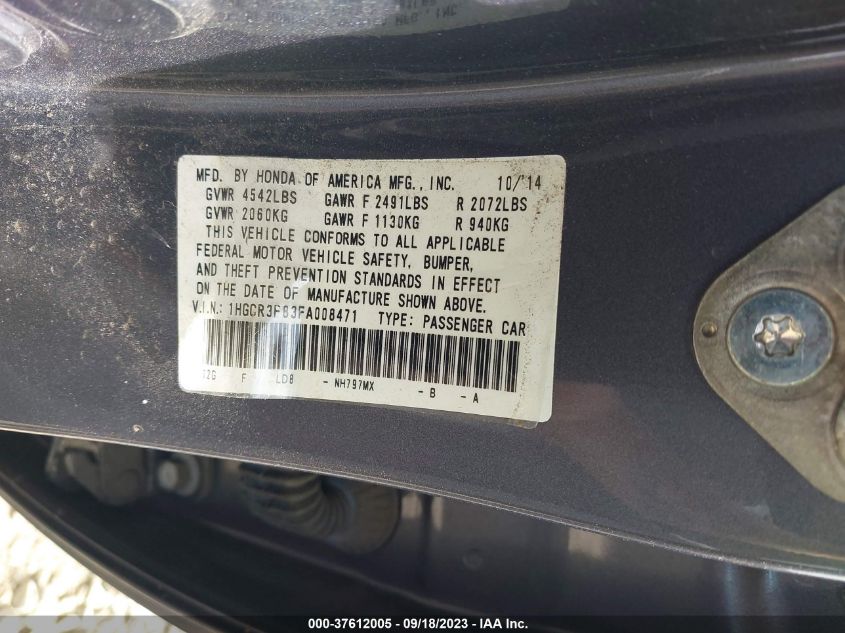 MFD. BY HONDA OF AMERICA MFG., INC. 10/'14
GVWR 4542LBS GAWR F 2491LBS R 2072LBS
GVWR 2060KG GAWR F 1130KG R 940KG
THIS VEHICLE CONFORMS TO ALL APPLICABLE
FEDERAL MOTOR VEHICLE SAFETY, BUMPER,
AND THEFT PREVENTION STANDARDS IN EFFECT
ON THE DATE OF MANUFACTURE SHOWN ABOVE.
V.I.N.: TYPE: PASSENGER CAR
F LD8 - NH797MX - B - A
000-37612005 - 09/18/2023 - IAA Inc.